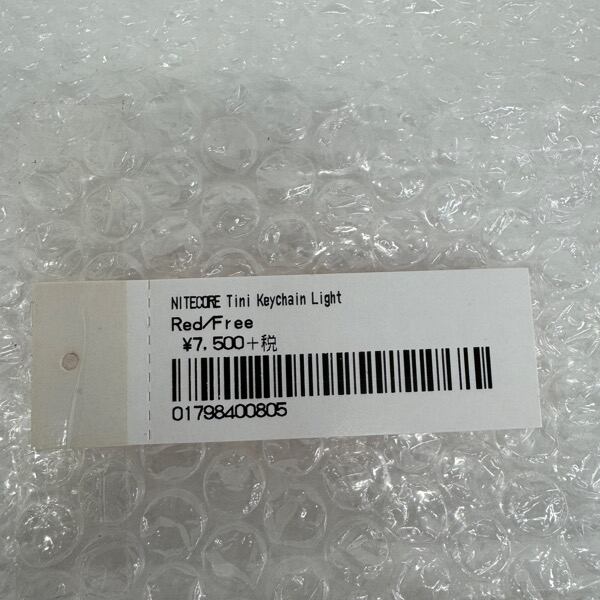 NITECORE Tini Keychain Light
Red/Free
¥7,500+税
01798400805